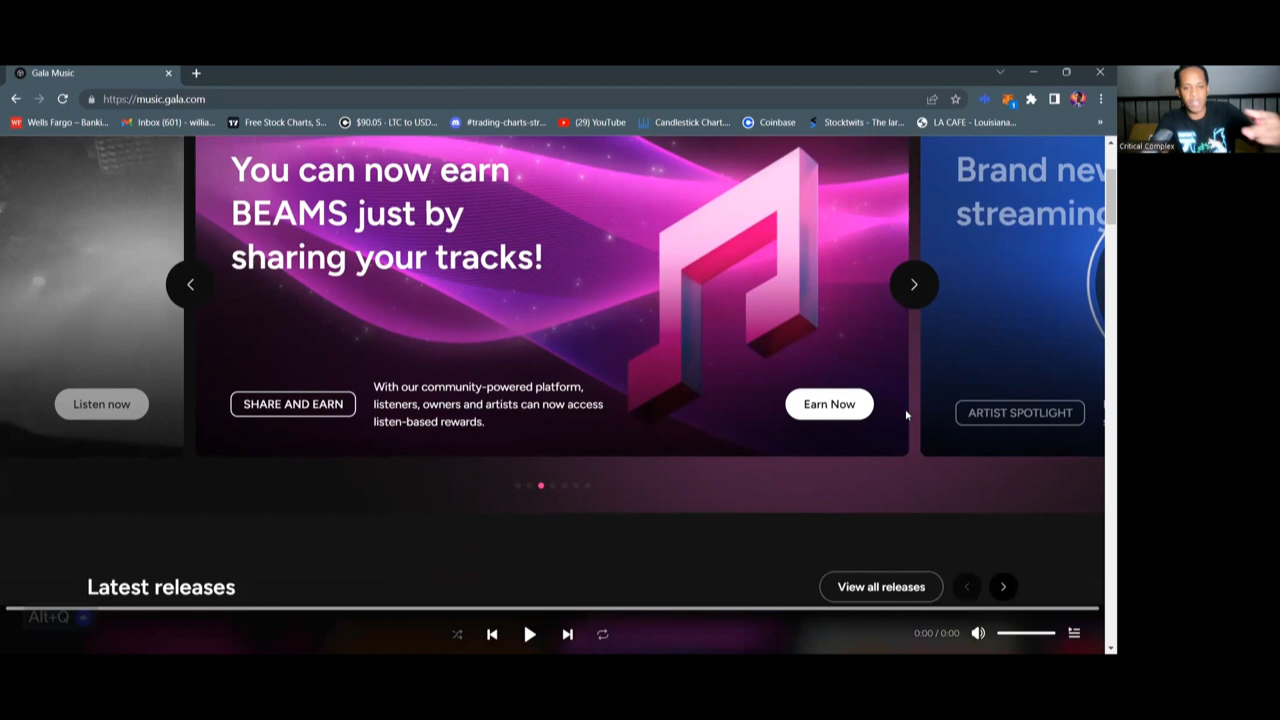 Gala Music
https://music.gala.com
Wells Fargo – Banki...
Inbox (601) - willia...
Free Stock Charts, S...
$90.05 · LTC to USD...
#trading-charts-str...
(29) YouTube
Candlestick Chart....
Coinbase
Stocktwits - The lar...
LA CAFE - Louisiana...
»
Critical Complex
You can now earn
BEAMS just by
sharing your tracks!
Brand new
streaming
Listen now
SHARE AND EARN
With our community-powered platform,
listeners, owners and artists can now access
listen-based rewards.
Earn Now
ARTIST SPOTLIGHT
Latest releases
View all releases
Alt+Q
0:00 / 0:00